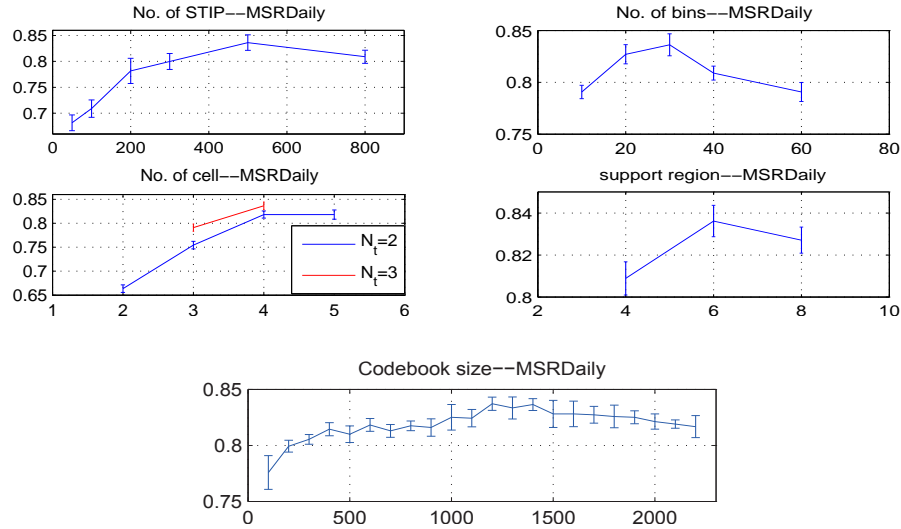 No. of STIP--MSRDaily
0.85
0.8
0.75
0.7
0 200 400 600 800
No. of bins--MSRDaily
0.85
0.8
0.75
0 20 40 60 80
No. of cell--MSRDaily
0.85
0.8
0.75
0.7
0.65
N_t=2
N_t=3
1 2 3 4 5 6
support region--MSRDaily
0.84
0.82
0.8
2 4 6 8 10
Codebook size--MSRDaily
0.85
0.8
0.75
0 500 1000 1500 2000